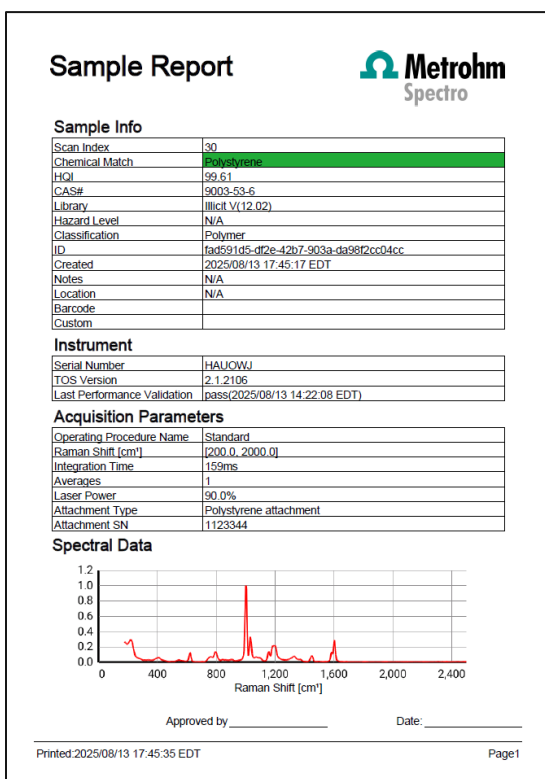 Sample Report
Metrohm
Spectro
Sample Info
Scan Index 30
Chemical Match Polystyrene
HQI 99.61
CAS# 9003-53-6
Library Illicit V(12.02)
Hazard Level N/A
Classification Polymer
ID fad591d5-df2e-42b7-903a-da98f2cc04cc
Created 2025/08/13 17:45:17 EDT
Notes N/A
Location N/A
Barcode
Custom
Instrument
Serial Number HAUOWJ
TOS Version 2.1.2106
Last Performance Validation pass(2025/08/13 14:22:08 EDT)
Acquisition Parameters
Operating Procedure Name Standard
Raman Shift [cm¹] [200.0, 2000.0]
Integration Time 159ms
Averages 1
Laser Power 90.0%
Attachment Type Polystyrene attachment
Attachment SN 1123344
Spectral Data
1.2
1.0
0.8
0.6
0.4
0.2
0.0
0 400 800 1,200 1,600 2,000 2,400
Raman Shift [cm¹]
Approved by Date:
Printed:2025/08/13 17:45:35 EDT Page1